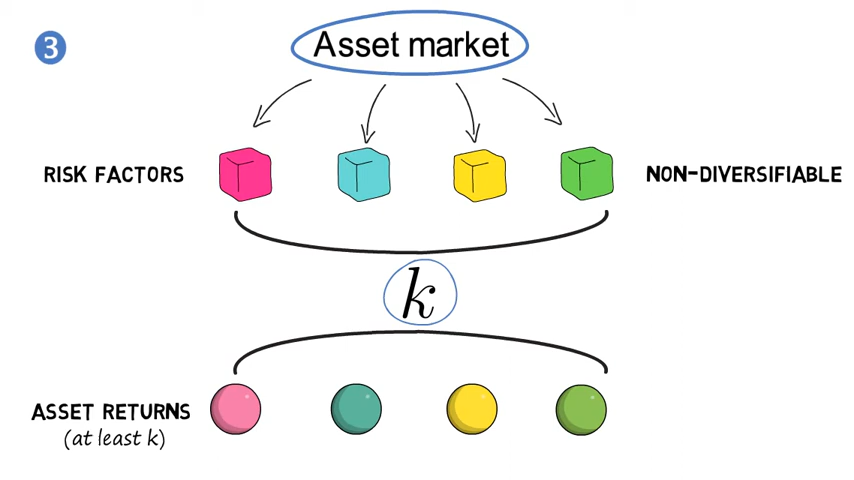 3
Asset market
RISK FACTORS
NON-DIVERSIFIABLE
k
ASSET RETURNS
(at least k)